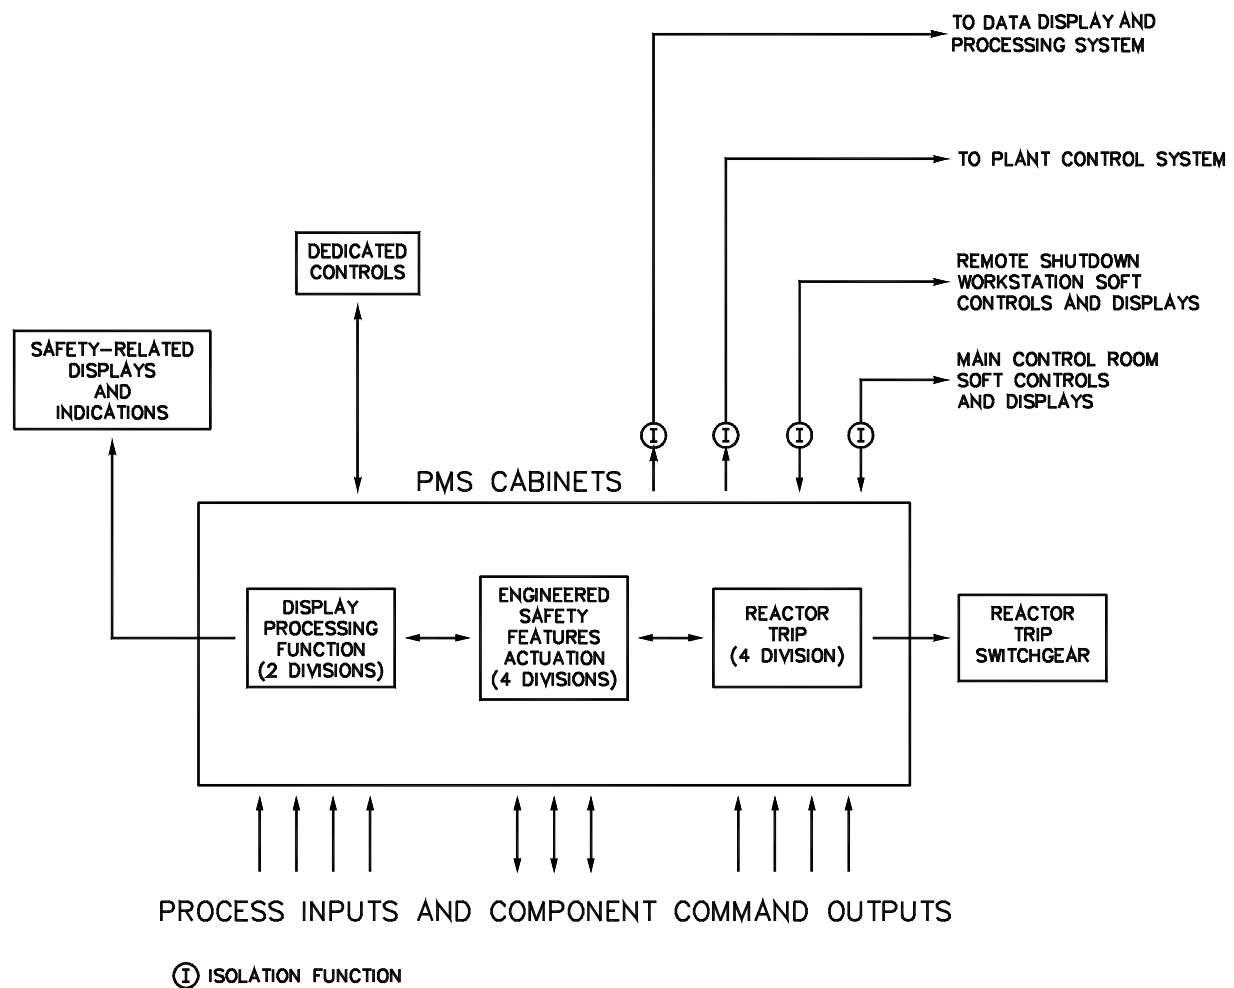 TO DATA DISPLAY AND
PROCESSING SYSTEM
TO PLANT CONTROL SYSTEM
DEDICATED
CONTROLS
REMOTE SHUTDOWN
WORKSTATION SOFT
CONTROLS AND DISPLAYS
SAFETY-RELATED
DISPLAYS
AND
INDICATIONS
MAIN CONTROL ROOM
SOFT CONTROLS
AND DISPLAYS
I I I I
PMS CABINETS
DISPLAY
PROCESSING
FUNCTION
(2 DIVISIONS)
ENGINEERED
SAFETY
FEATURES
ACTUATION
(4 DIVISIONS)
REACTOR
TRIP
(4 DIVISION)
REACTOR
TRIP
SWITCHGEAR
PROCESS INPUTS AND COMPONENT COMMAND OUTPUTS
I ISOLATION FUNCTION